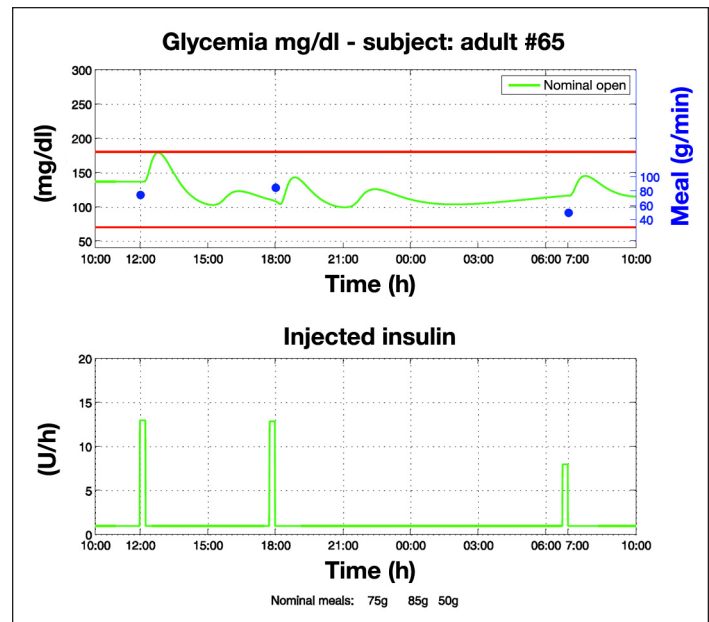 Glycemia mg/dl - subject: adult #65
300
250
200
150
100
50
(mg/dl)
Nominal open
100
80
60
40
Meal (g/min)
10:00 12:00 15:00 18:00 21:00 00:00 03:00 06:00 7:00 10:00
Time (h)
Injected insulin
20
15
10
5
0
(U/h)
10:00 12:00 15:00 18:00 21:00 00:00 03:00 06:00 7:00 10:00
Time (h)
Nominal meals: 75g 85g 50g